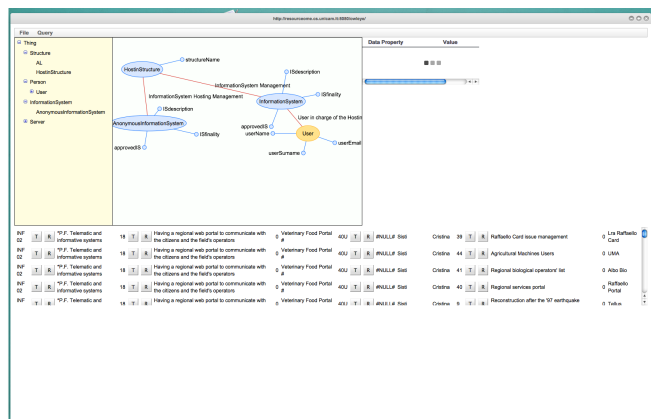 File Query
Thing
Structure
AL
HostinStructure
Person
User
InformationSystem
AnonymousInformationSystem
Server
HostinStructure
structureName
ISdescription
InformationSystem Management
InformationSystem Hosting Management
ISfinality
InformationSystem
ISdescription
User in charge of the Hostin
AnonymousInformationSystem
approvedIS
ISfinality
userName
User
userEmail
approvedIS
userSurname
Data Property Value
INF 02 T R "P.F. Telematic and informative systems 18 T R Having a regional web portal to communicate with the citizens and the field's operators 0 Veterinary Food Portal # 40U T R #NULL# Sisti Cristina 39 T R Raffaello Card issue management 0 Lra Raffaello Card
INF 02 T R "P.F. Telematic and informative systems 18 T R Having a regional web portal to communicate with the citizens and the field's operators 0 Veterinary Food Portal # 40U T R #NULL# Sisti Cristina 44 T R Agricultural Machines Users 0 UMA
INF 02 T R "P.F. Telematic and informative systems 18 T R Having a regional web portal to communicate with the citizens and the field's operators 0 Veterinary Food Portal # 40U T R #NULL# Sisti Cristina 41 T R Regional biological operators' list 0 Albo Bio
INF 02 T R "P.F. Telematic and informative systems 18 T R Having a regional web portal to communicate with the citizens and the field's operators 0 Veterinary Food Portal # 40U T R #NULL# Sisti Cristina 40 T R Regional services portal 0 Raffaello Portal
INF 02 T R "P.F. Telematic and informative systems 18 T R Having a regional web portal to communicate with the citizens and the field's operators 0 Veterinary Food Portal # 40U T R #NULL# Sisti Cristina 9 T R Reconstruction after the '97 earthquake 0 Tellus